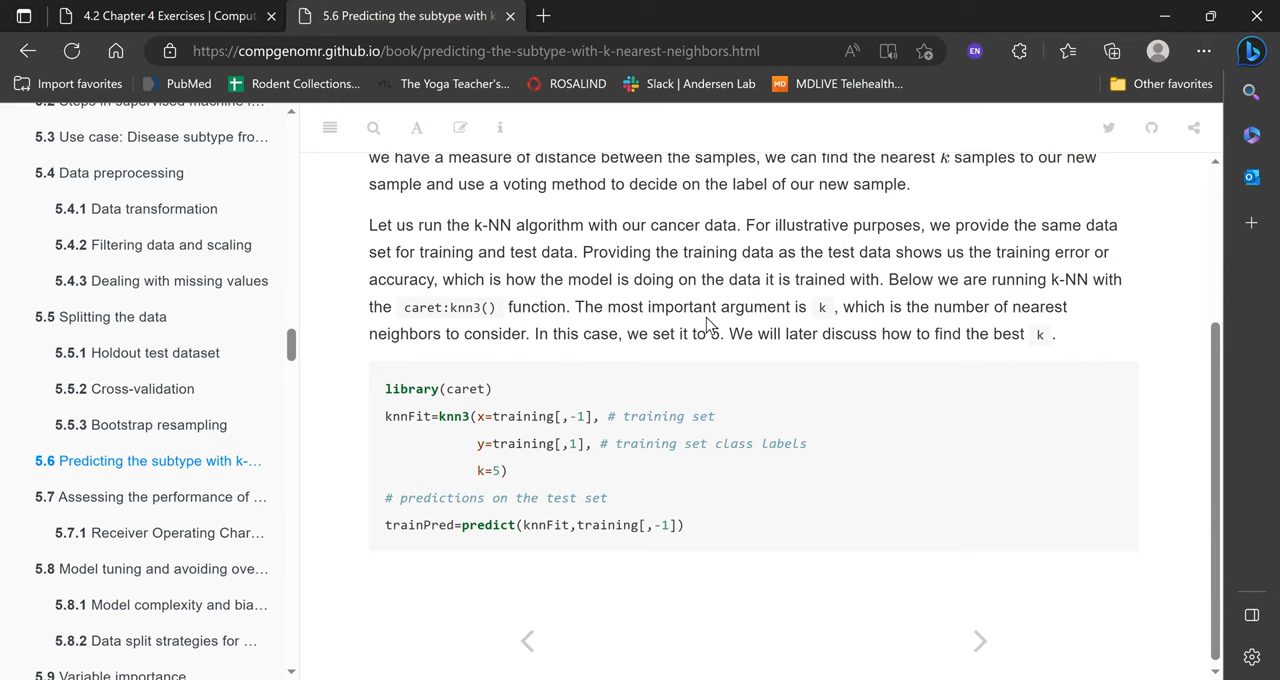 4.2 Chapter 4 Exercises | Comput
5.6 Predicting the subtype with k
https://compgenomr.github.io/book/predicting-the-subtype-with-k-nearest-neighbors.html
EN
Import favorites
PubMed
Rodent Collections...
YTL
The Yoga Teacher's...
ROSALIND
Slack | Andersen Lab
MD
MDLIVE Telehealth...
Other favorites
5.2 Steps in supervised machine l...
5.3 Use case: Disease subtype fro...
5.4 Data preprocessing
5.4.1 Data transformation
5.4.2 Filtering data and scaling
5.4.3 Dealing with missing values
5.5 Splitting the data
5.5.1 Holdout test dataset
5.5.2 Cross-validation
5.5.3 Bootstrap resampling
5.6 Predicting the subtype with k-...
5.7 Assessing the performance of ...
5.7.1 Receiver Operating Char...
5.8 Model tuning and avoiding ove...
5.8.1 Model complexity and bia...
5.8.2 Data split strategies for ...
5.9 Variable importance
we have a measure of distance between the samples, we can find the nearest k samples to our new
sample and use a voting method to decide on the label of our new sample.
Let us run the k-NN algorithm with our cancer data. For illustrative purposes, we provide the same data
set for training and test data. Providing the training data as the test data shows us the training error or
accuracy, which is how the model is doing on the data it is trained with. Below we are running k-NN with
the caret:knn3() function. The most important argument is k , which is the number of nearest
neighbors to consider. In this case, we set it to 5. We will later discuss how to find the best k .
library(caret)
knnFit=knn3(x=training[,-1], # training set
y=training[,1], # training set class labels
k=5)
# predictions on the test set
trainPred=predict(knnFit,training[,-1])